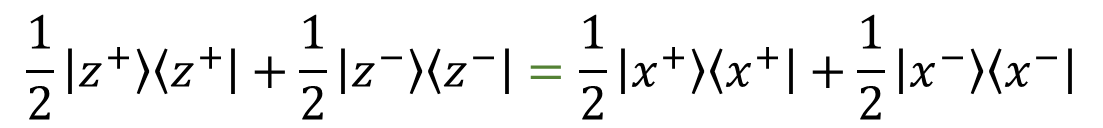 1/2 |z⁺⟩⟨z⁺| + 1/2 |z⁻⟩⟨z⁻| = 1/2 |x⁺⟩⟨x⁺| + 1/2 |x⁻⟩⟨x⁻|